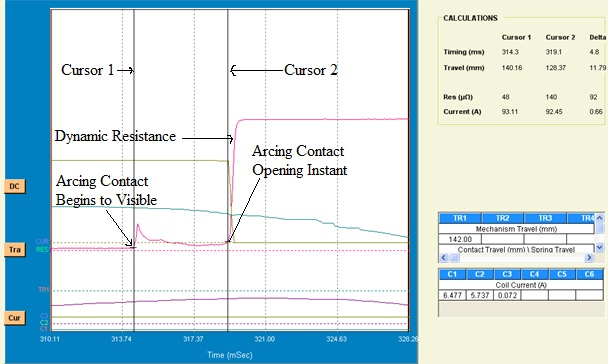 Cursor 1
Cursor 2
Dynamic Resistance
Arcing Contact
Opening Instant
Arcing Contact
Begins to Visible
DC
Tra
Cur
CUR
RES
TR1
C1
C2
310.11 313.74 317.37 321.00 324.63 328.26
Time (mSec)
CALCULATIONS
Cursor 1 Cursor 2 Delta
Timing (ms) 314.3 319.1 4.8
Travel (mm) 140.16 128.37 11.79
Res (µΩ) 48 140 92
Current (A) 93.11 92.45 0.66
TR1 TR2 TR3 TR4
Mechanism Travel (mm)
142.00
Contact Travel (mm) \ Spring Travel
C1 C2 C3 C4 C5 C6
Coil Current (A)
6.477 5.737 0.072